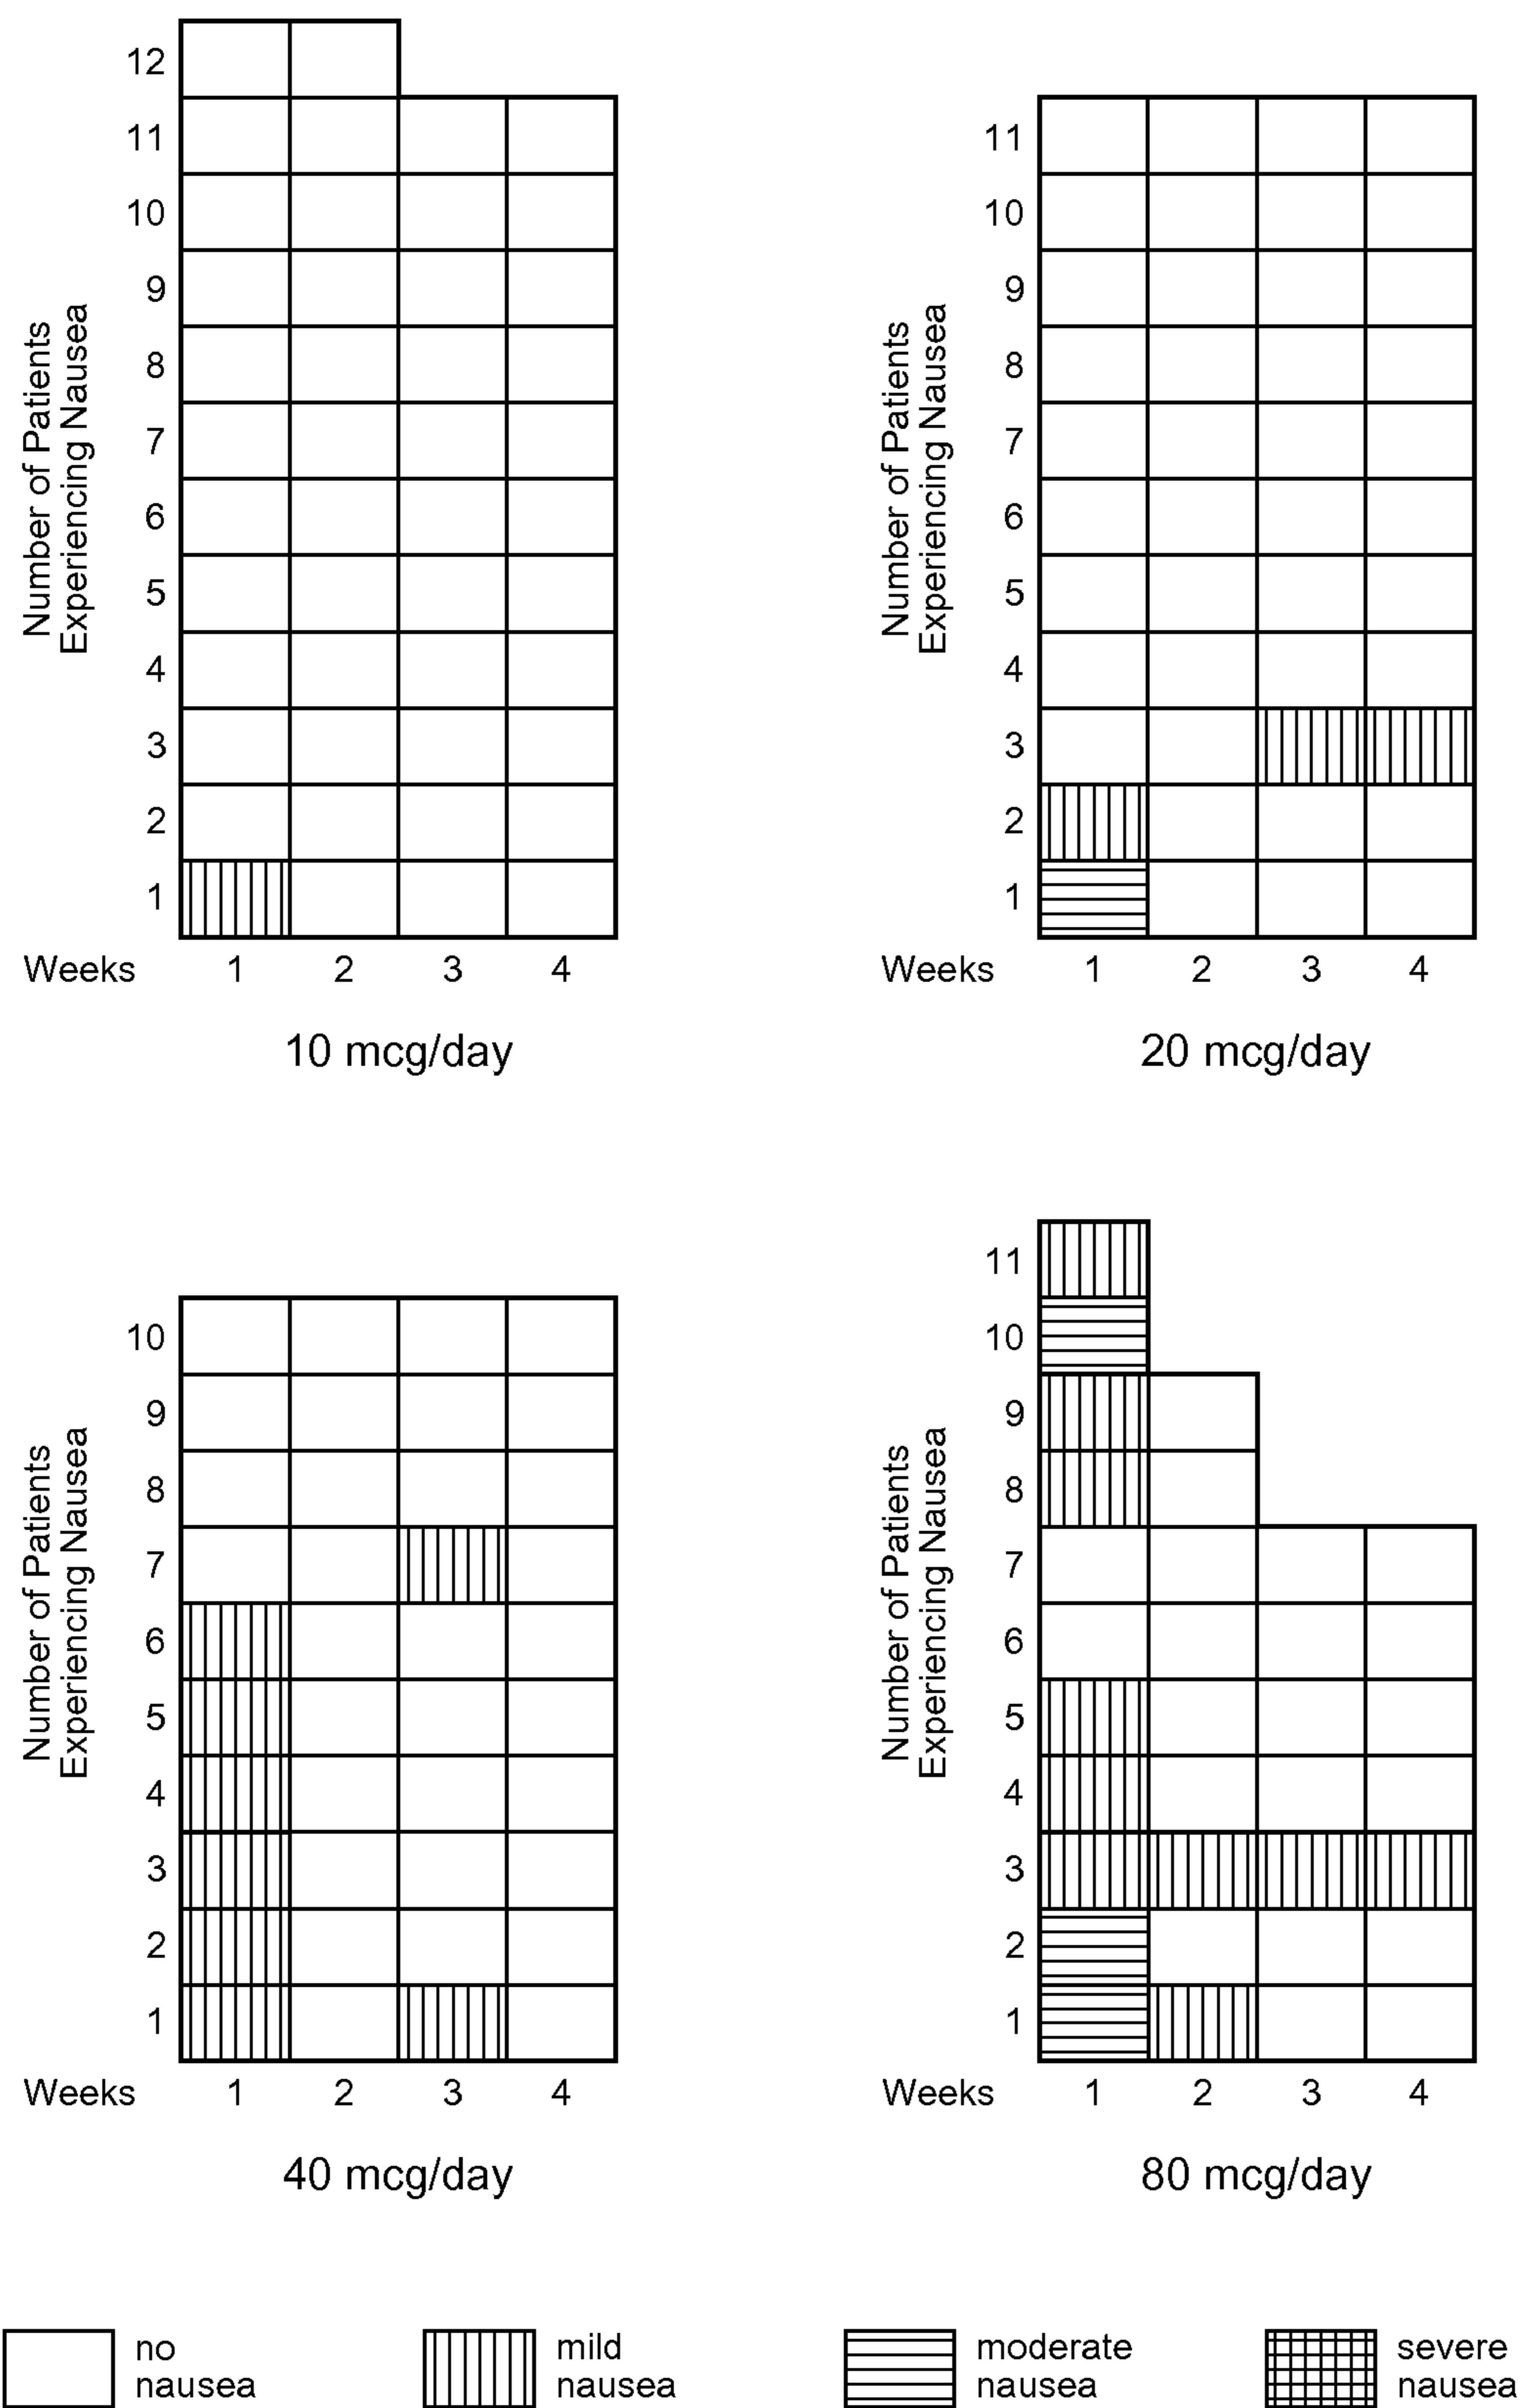 12
11
10
9
8
7
6
5
4
3
2
1
Number of Patients
Experiencing Nausea
Weeks 1 2 3 4
10 mcg/day
11
10
9
8
7
6
5
4
3
2
1
Number of Patients
Experiencing Nausea
Weeks 1 2 3 4
20 mcg/day
10
9
8
7
6
5
4
3
2
1
Number of Patients
Experiencing Nausea
Weeks 1 2 3 4
40 mcg/day
11
10
9
8
7
6
5
4
3
2
1
Number of Patients
Experiencing Nausea
Weeks 1 2 3 4
80 mcg/day
no
nausea
mild
nausea
moderate
nausea
severe
nausea